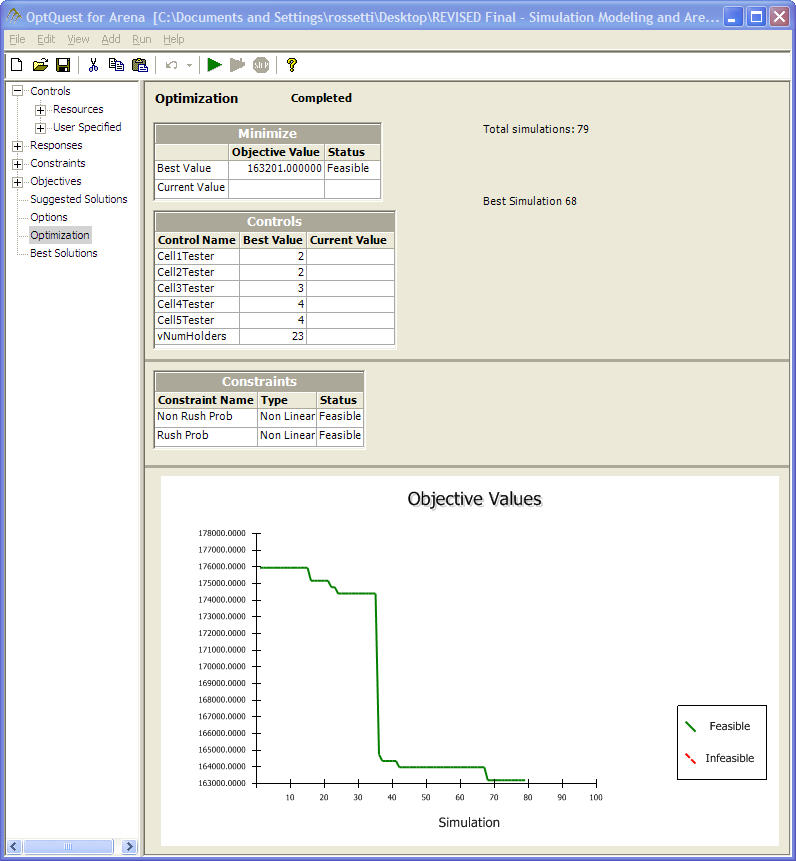 OptQuest for Arena [C:\Documents and Settings\rossetti\Desktop\REVISED Final - Simulation Modeling and Are...
File Edit View Add Run Help
Controls
Resources
User Specified
Responses
Constraints
Objectives
Suggested Solutions
Options
Optimization
Best Solutions
Optimization Completed
Total simulations: 79
Best Simulation 68
Minimize
Objective Value Status
Best Value 163201.000000 Feasible
Current Value
Controls
Control Name Best Value Current Value
Cell1Tester 2
Cell2Tester 2
Cell3Tester 3
Cell4Tester 4
Cell5Tester 4
vNumHolders 23
Constraints
Constraint Name Type Status
Non Rush Prob Non Linear Feasible
Rush Prob Non Linear Feasible
Objective Values
178000.0000
177000.0000
176000.0000
175000.0000
174000.0000
173000.0000
172000.0000
171000.0000
170000.0000
169000.0000
168000.0000
167000.0000
166000.0000
165000.0000
164000.0000
163000.0000
10 20 30 40 50 60 70 80 90 100
Simulation
Feasible
Infeasible